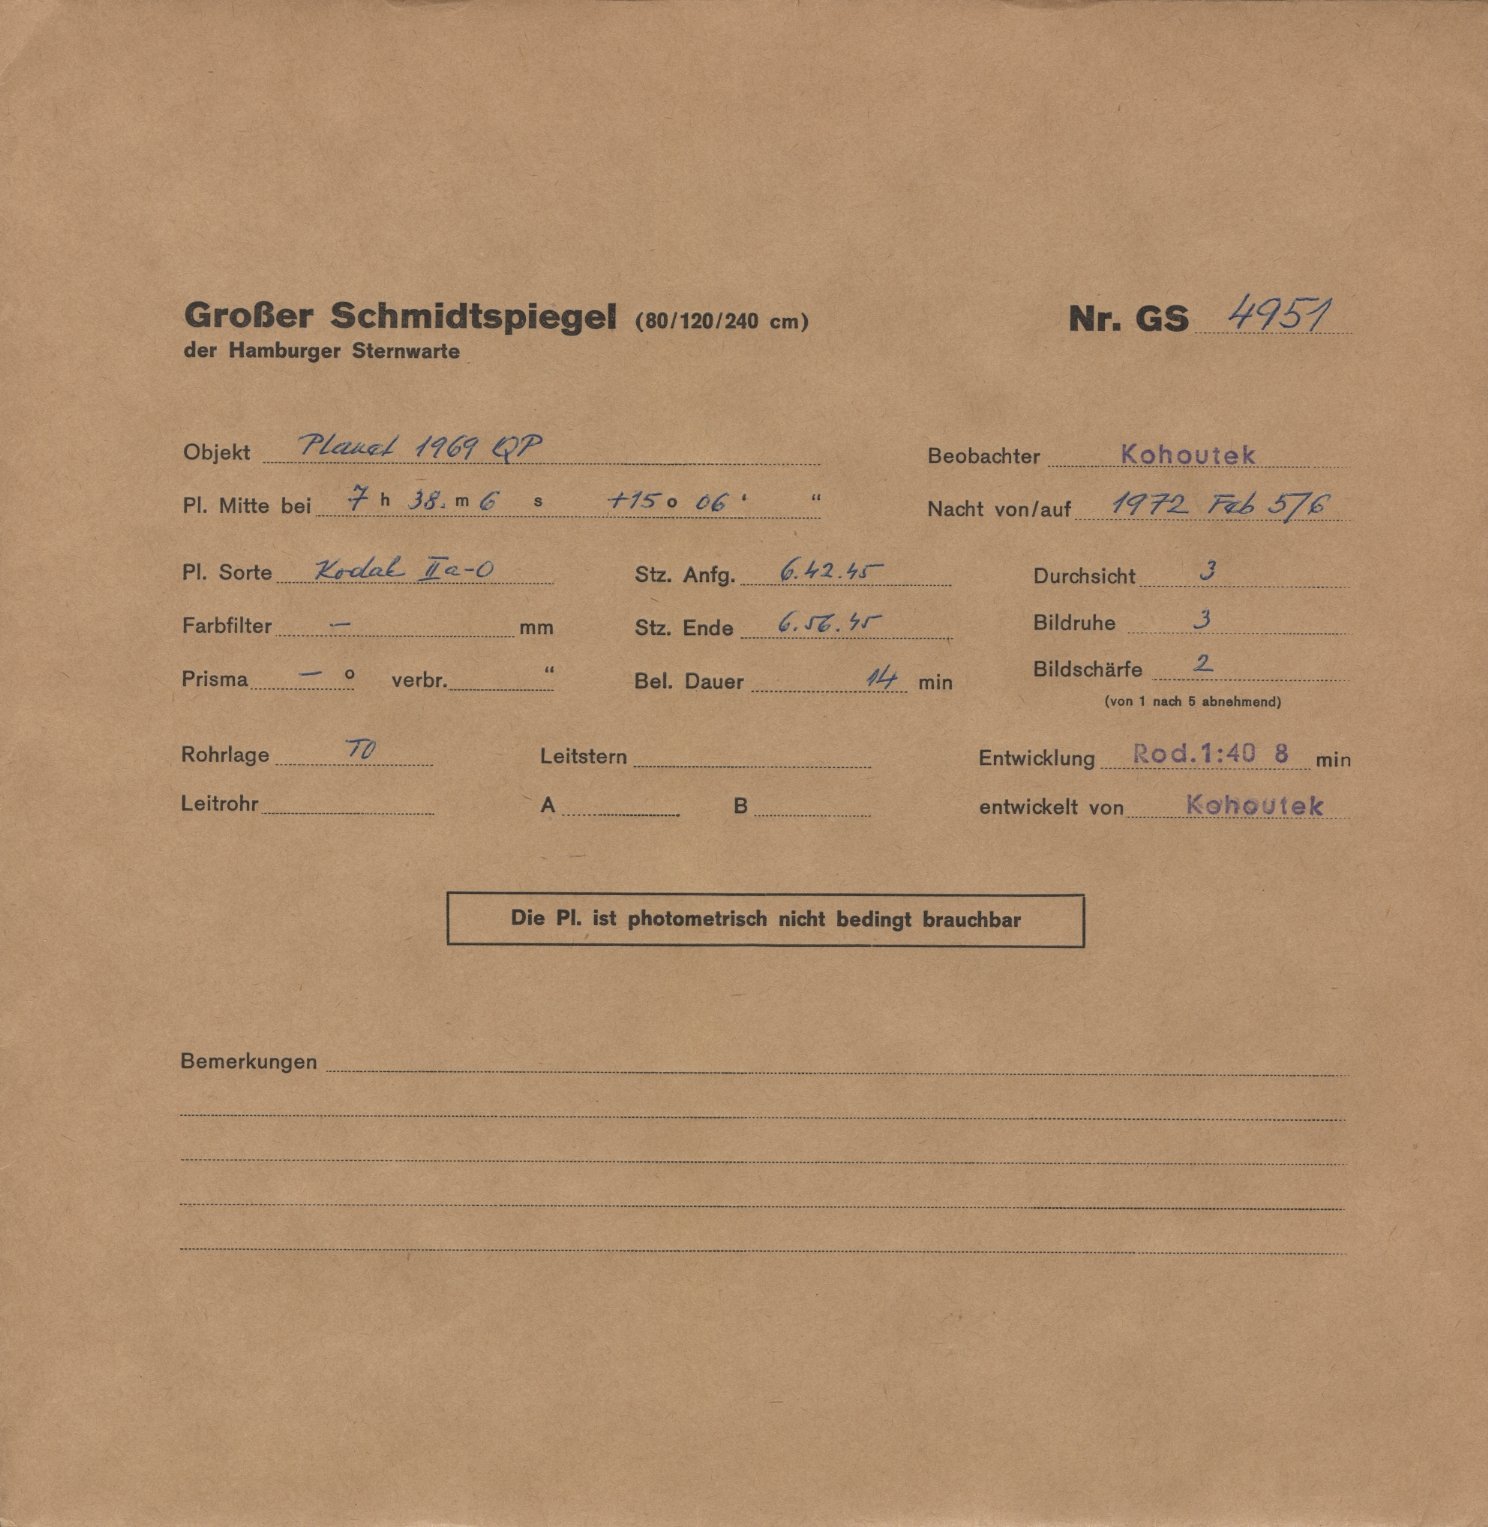 Großer Schmidtspiegel (80/120/240 cm) Nr. GS 4951
der Hamburger Sternwarte
Objekt Planet 1969 QP Beobachter Kohoutek
Pl. Mitte bei 7 h 38. m 6 s +15 o 06 ‘ “ Nacht von/auf 1972 Feb 5/6
Pl. Sorte Kodak IIa-O Stz. Anfg. 6.42.45 Durchsicht 3
Farbfilter — mm Stz. Ende 6.56.45 Bildruhe 3
Prisma — o verbr. “ Bel. Dauer 14 min Bildschärfe 2
(von 1 nach 5 abnehmend)
Rohrlage TO Leitstern Entwicklung Rod.1:40 8 min
Leitrohr A B entwickelt von Kohoutek
Die Pl. ist photometrisch nicht bedingt brauchbar
Bemerkungen